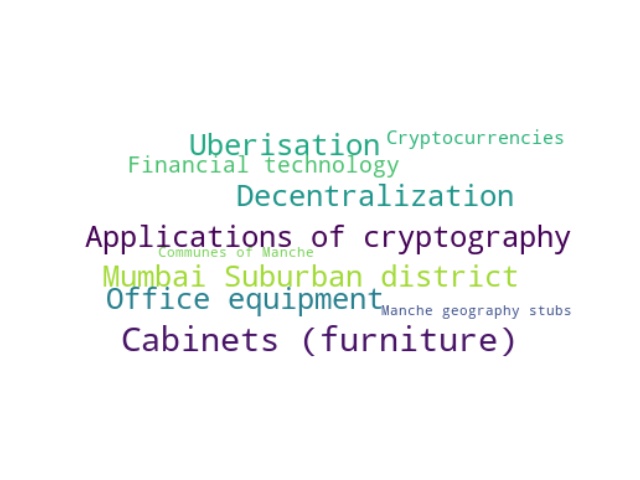 Uberisation
Cryptocurrencies
Financial technology
Decentralization
Applications of cryptography
Communes of Manche
Mumbai Suburban district
Office equipment
Manche geography stubs
Cabinets (furniture)